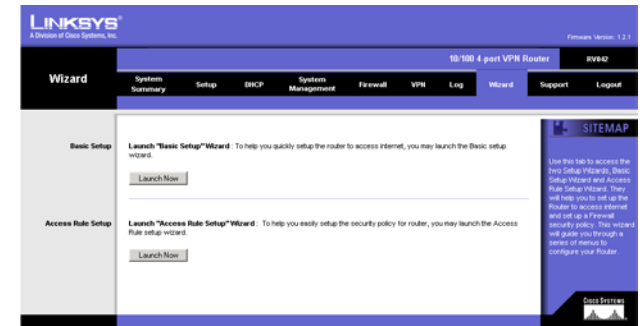 LINKSYS®
A Division of Cisco Systems, Inc.
Firmware Version: 1.2.1
10/100 4-port VPN Router
RV042
Wizard
System Summary
Setup
DHCP
System Management
Firewall
VPN
Log
Wizard
Support
Logout
Basic Setup
Launch "Basic Setup" Wizard : To help you quickly setup the router to access internet, you may launch the Basic setup
wizard.
Launch Now
Access Rule Setup
Launch "Access Rule Setup" Wizard : To help you easily setup the security policy for router, you may launch the Access
Rule setup wizard.
Launch Now
SITEMAP
Use this tab to access the
two Setup Wizards, Basic
Setup Wizard and Access
Rule Setup Wizard. They
will help you to set up the
Router to access internet
and set up a Firewall
security policy. This wizard
will guide you through a
series of menus to
configure your Router.
CISCO SYSTEMS